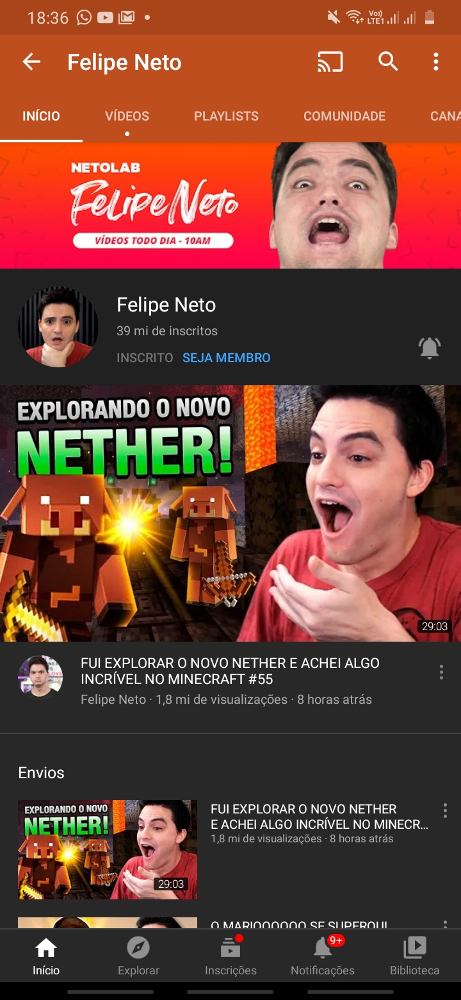 18:36
Vo)
LTE1
Felipe Neto
INÍCIO VÍDEOS PLAYLISTS COMUNIDADE CANA
NETOLAB
Felipe Neto
VÍDEOS TODO DIA - 10AM
Felipe Neto
39 mi de inscritos
INSCRITO SEJA MEMBRO
EXPLORANDO O NOVO
NETHER!
29:03
FUI EXPLORAR O NOVO NETHER E ACHEI ALGO
INCRÍVEL NO MINECRAFT #55
Felipe Neto · 1,8 mi de visualizações · 8 horas atrás
Envios
EXPLORANDO O NOVO
NETHER!
29:03
FUI EXPLORAR O NOVO NETHER
E ACHEI ALGO INCRÍVEL NO MINECR...
1,8 mi de visualizações · 8 horas atrás
O MARIOOOOOO SE SUPEROU!
9+
Início Explorar Inscrições Notificações Biblioteca